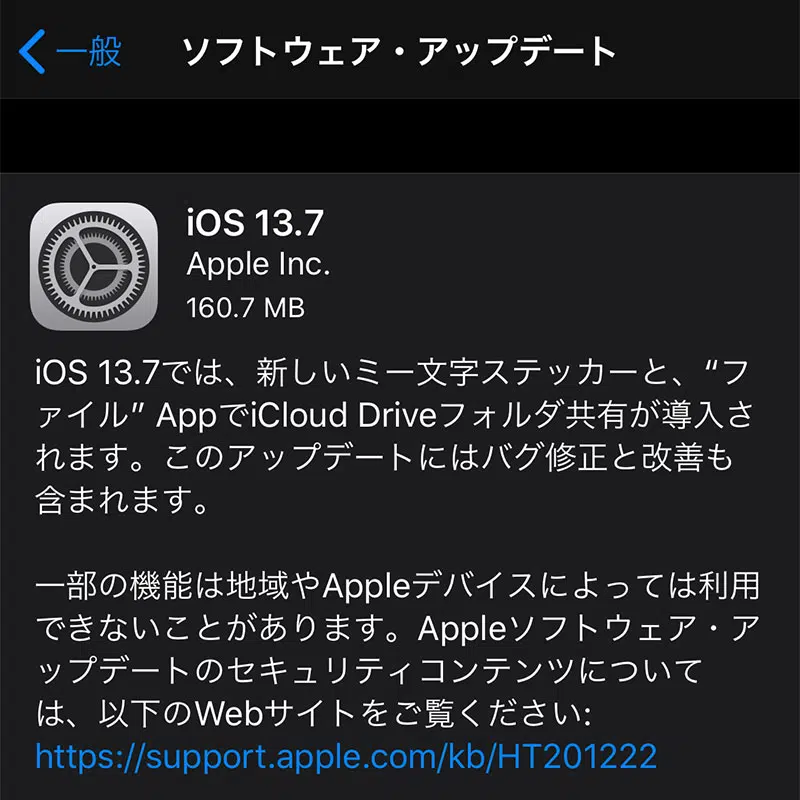 一般 ソフトウェア・アップデート
iOS 13.7
Apple Inc.
160.7 MB
iOS 13.7では、新しいミー文字ステッカーと、“フ
ァイル” AppでiCloud Driveフォルダ共有が導入さ
れます。このアップデートにはバグ修正と改善も
含まれます。
一部の機能は地域やAppleデバイスによっては利用
できないことがあります。Appleソフトウェア・ア
ップデートのセキュリティコンテンツについて
は、以下のWebサイトをご覧ください:
https://support.apple.com/kb/HT201222